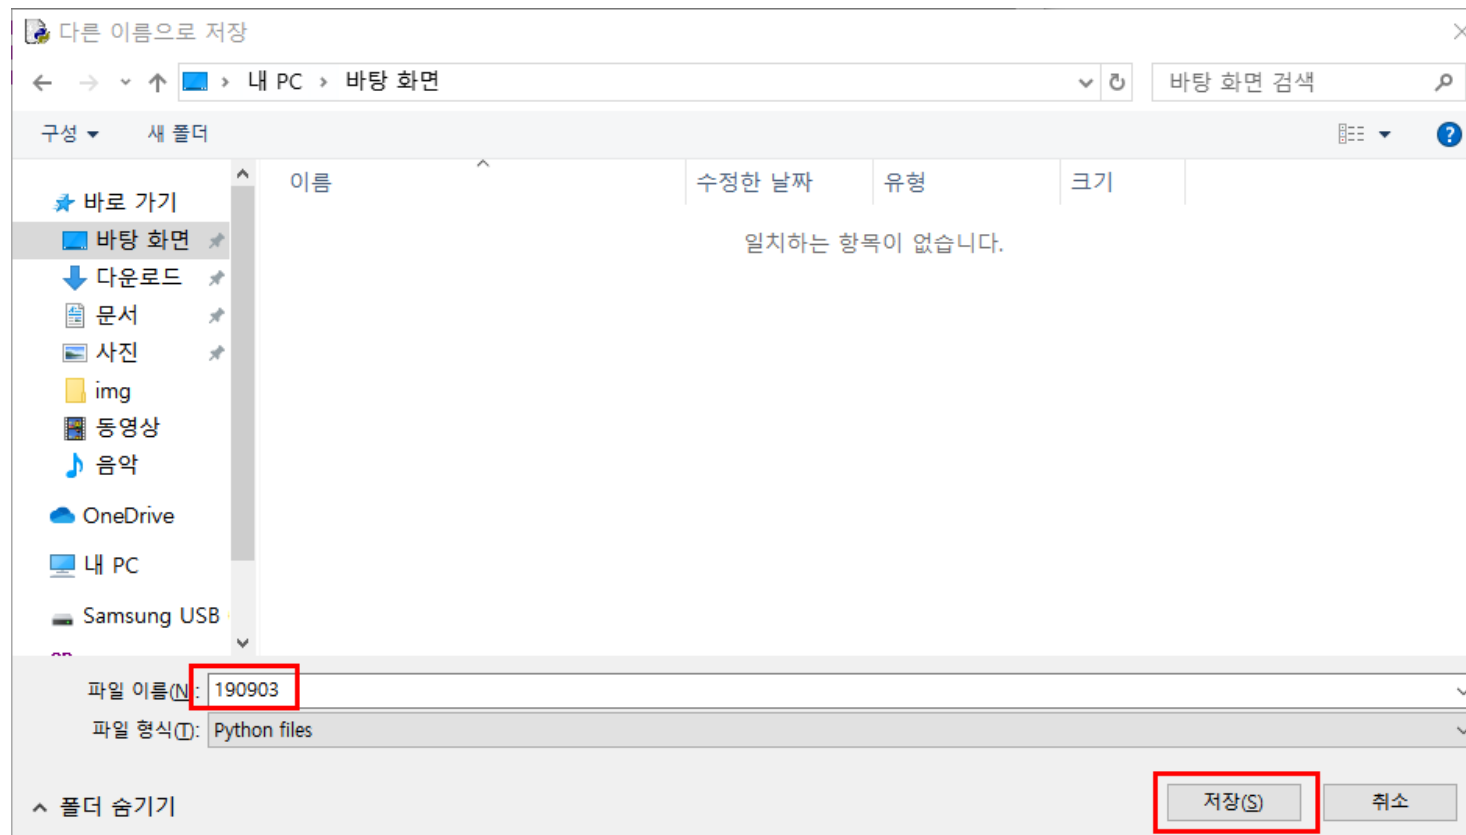 다른 이름으로 저장
내 PC › 바탕 화면
바탕 화면 검색
구성
새 폴더
이름
수정한 날짜
유형
크기
일치하는 항목이 없습니다.
바로 가기
바탕 화면
다운로드
문서
사진
img
동영상
음악
OneDrive
내 PC
Samsung USB
파일 이름(N): 190903
파일 형식(T): Python files
폴더 숨기기
저장(S)
취소